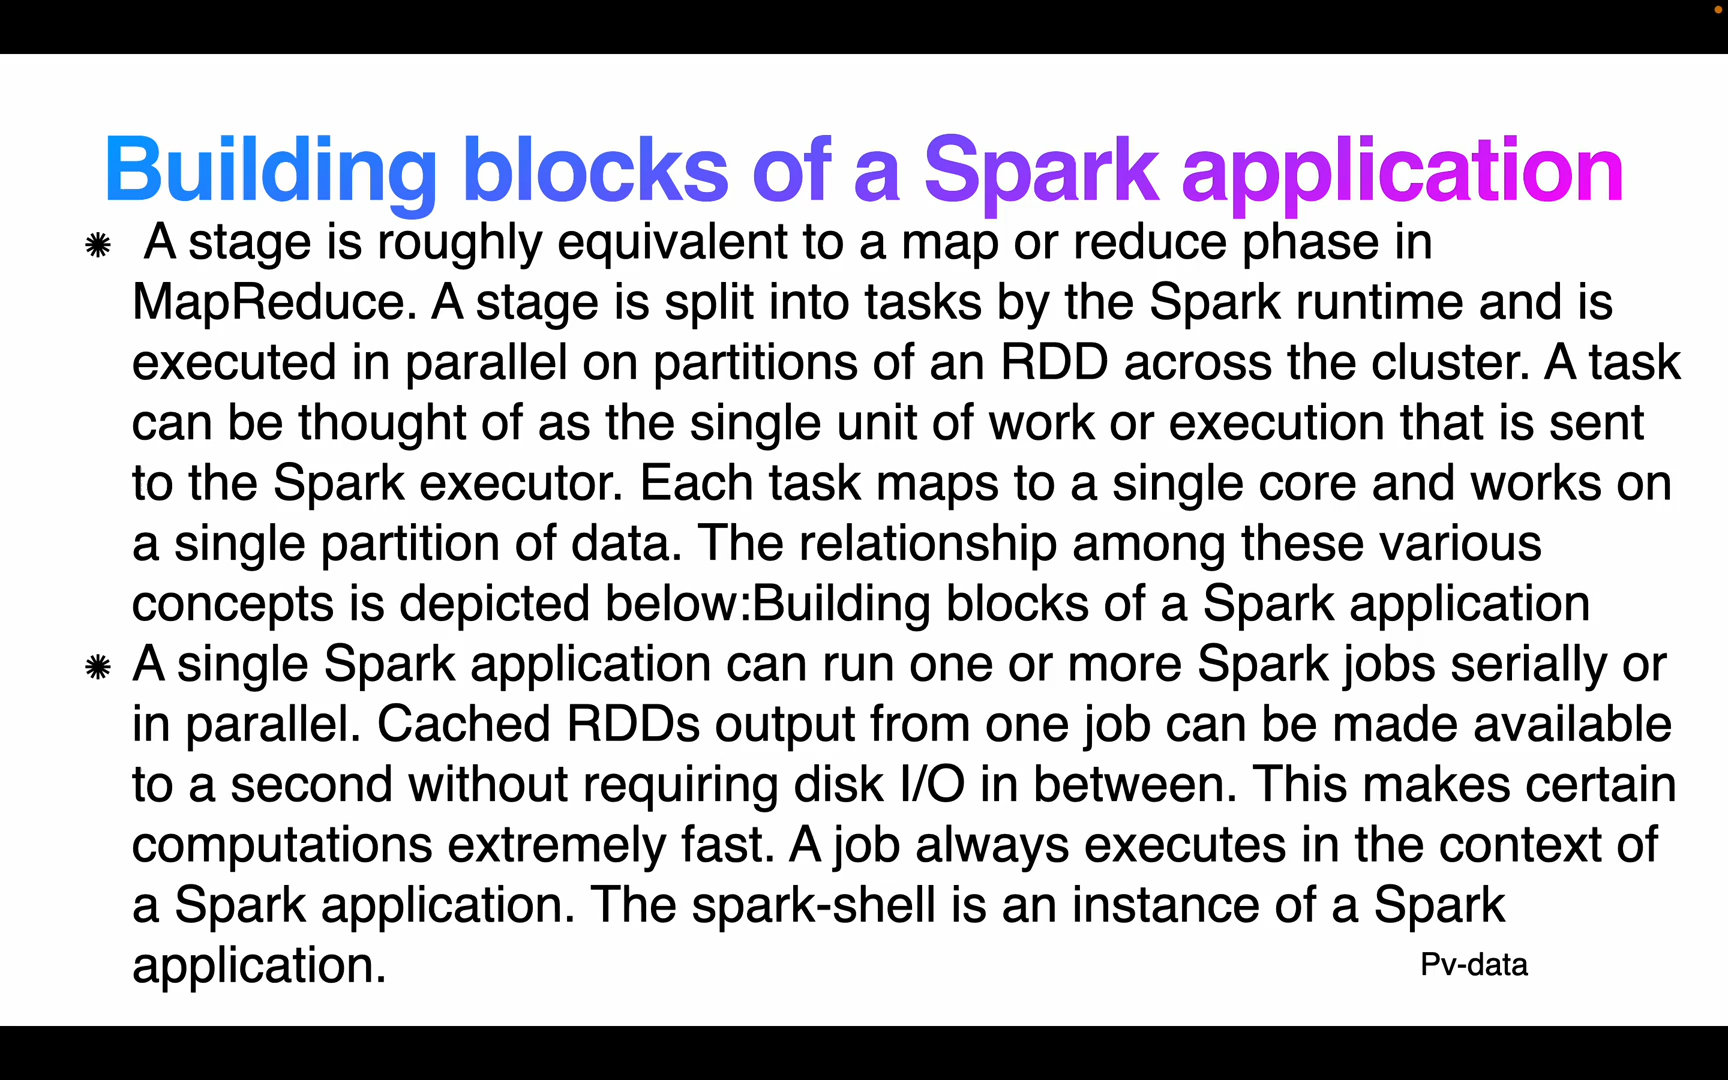 Building blocks of a Spark application
A stage is roughly equivalent to a map or reduce phase in
MapReduce. A stage is split into tasks by the Spark runtime and is
executed in parallel on partitions of an RDD across the cluster. A task
can be thought of as the single unit of work or execution that is sent
to the Spark executor. Each task maps to a single core and works on
a single partition of data. The relationship among these various
concepts is depicted below:Building blocks of a Spark application
A single Spark application can run one or more Spark jobs serially or
in parallel. Cached RDDs output from one job can be made available
to a second without requiring disk I/O in between. This makes certain
computations extremely fast. A job always executes in the context of
a Spark application. The spark-shell is an instance of a Spark
application.
Pv-data